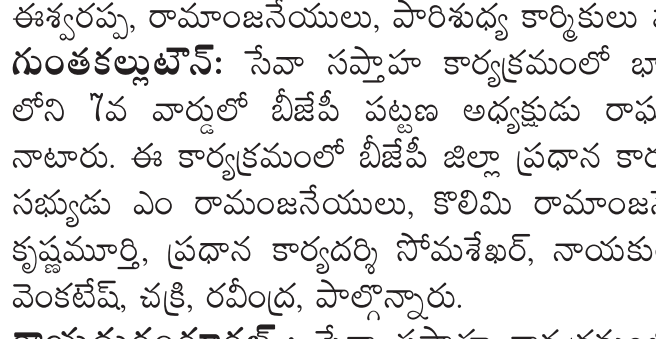 ఈశ్వరప్ప, రామాంజనేయులు, పారిశుధ్య కార్మికులు
గుంతకల్లుటౌన్: సేవా సప్తాహ కార్యక్రమంలో భా
లోని 7వ వార్డులో బీజేపీ పట్టణ అధ్యక్షుడు రాఘ
నాటారు. ఈ కార్యక్రమంలో బీజేపీ జిల్లా ప్రధాన కార
సభ్యుడు ఎం రామంజనేయులు, కొలిమి రామాంజనే
కృష్ణమూర్తి, ప్రధాన కార్యదర్శి సోమశేఖర్, నాయకు
వెంకటేష్, చక్రి, రవీంద్ర, పాల్గొన్నారు.